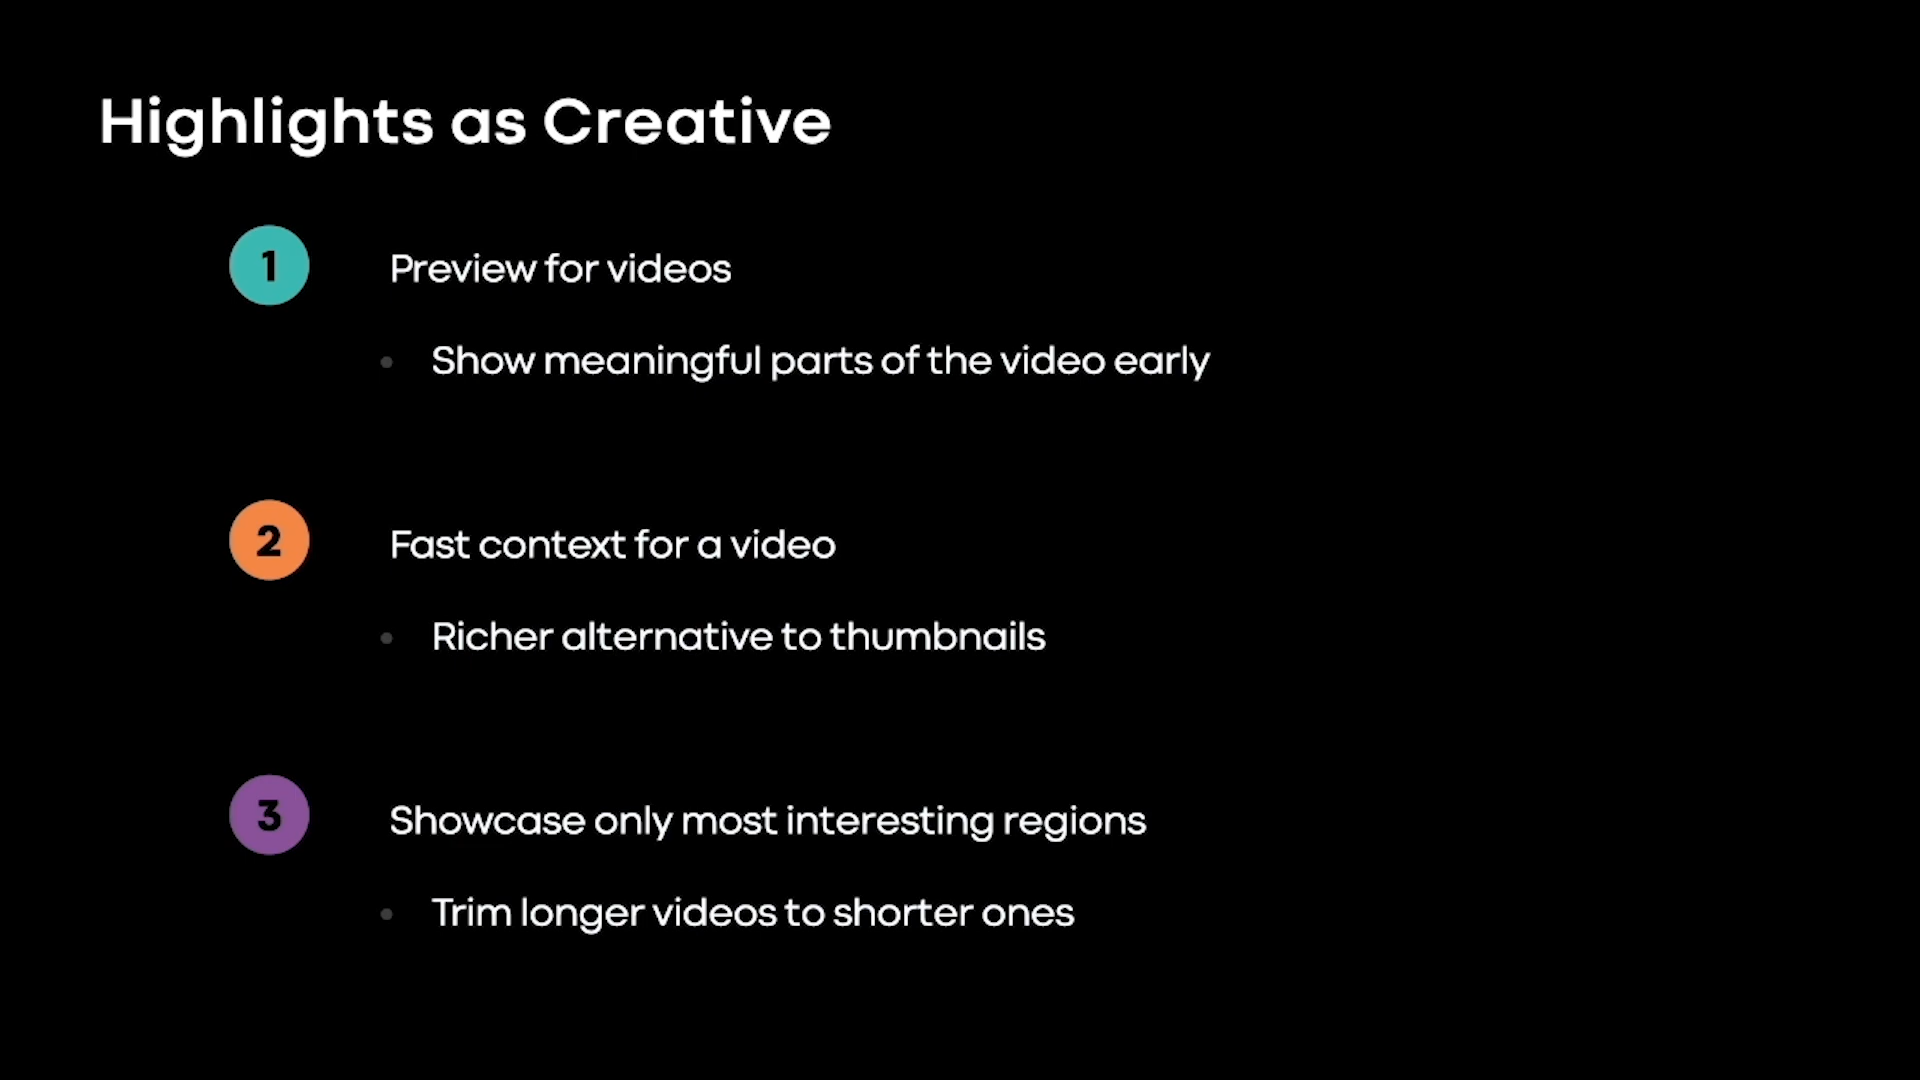 Highlights as Creative
1
Preview for videos
Show meaningful parts of the video early
2
Fast context for a video
Richer alternative to thumbnails
3
Showcase only most interesting regions
Trim longer videos to shorter ones